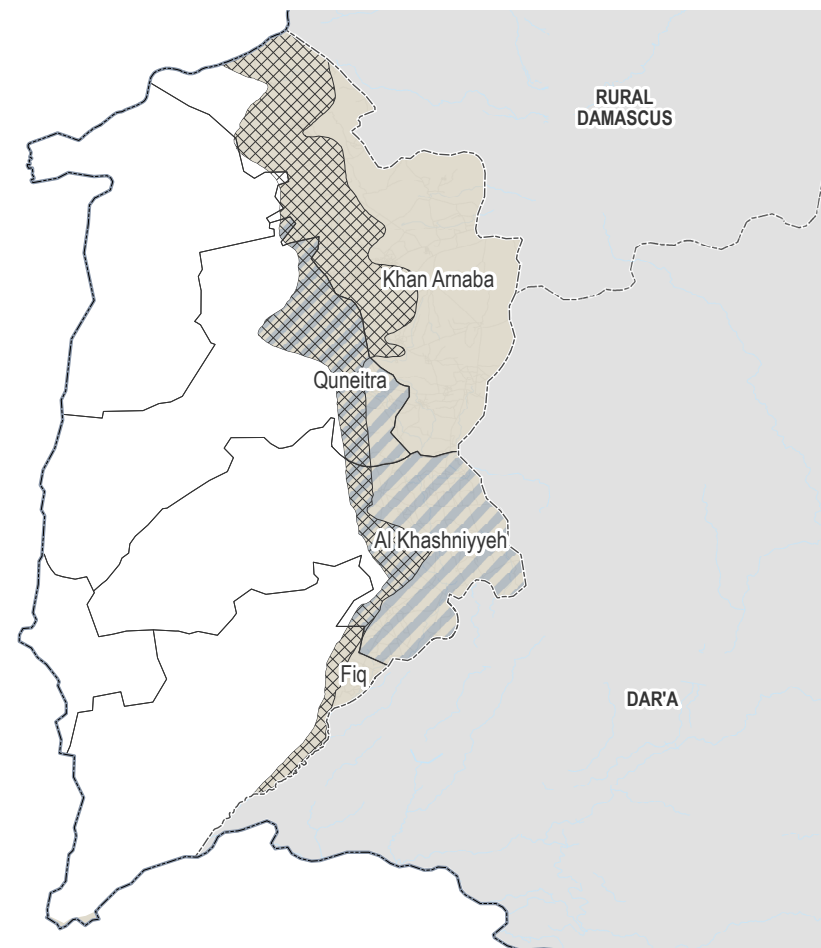 RURAL
DAMASCUS
Khan Arnaba
Quneitra
Al Khashniyyeh
Fiq
DAR'A